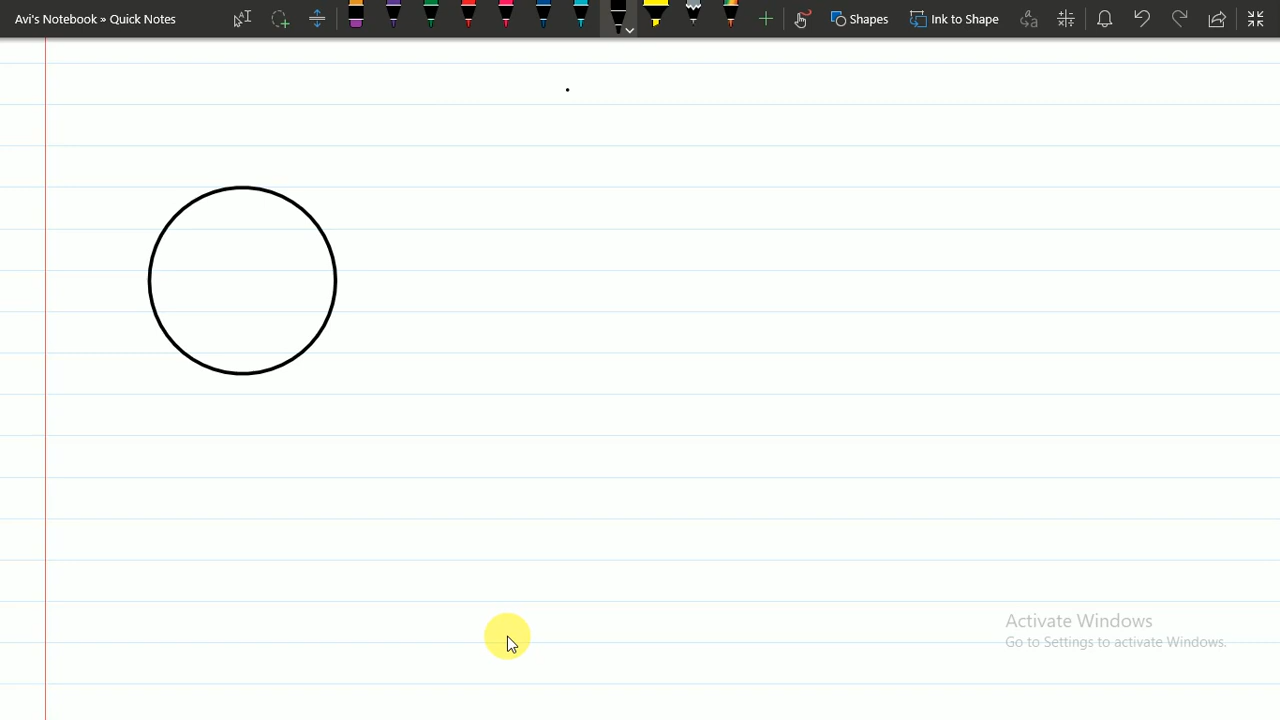 Avi's Notebook » Quick Notes
Shapes
Ink to Shape
Activate Windows
Go to Settings to activate Windows.